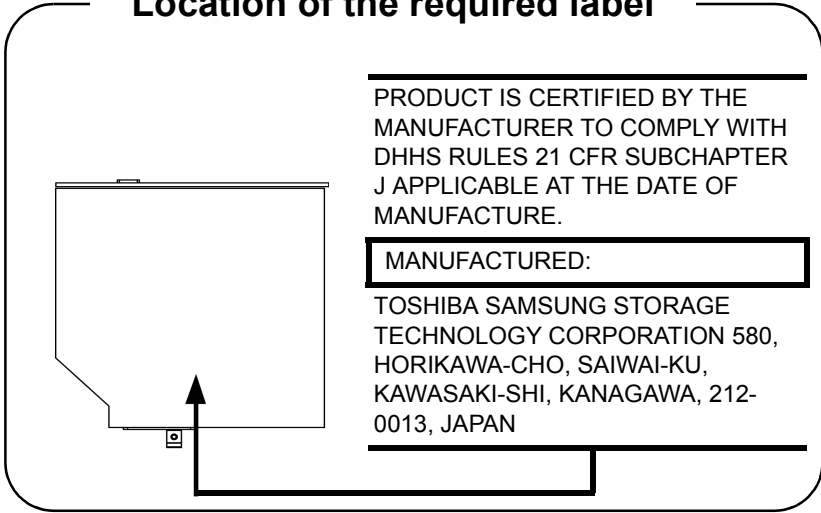 Location of the required label
PRODUCT IS CERTIFIED BY THE
MANUFACTURER TO COMPLY WITH
DHHS RULES 21 CFR SUBCHAPTER
J APPLICABLE AT THE DATE OF
MANUFACTURE.
MANUFACTURED:
TOSHIBA SAMSUNG STORAGE
TECHNOLOGY CORPORATION 580,
HORIKAWA-CHO, SAIWAI-KU,
KAWASAKI-SHI, KANAGAWA, 212-
0013, JAPAN